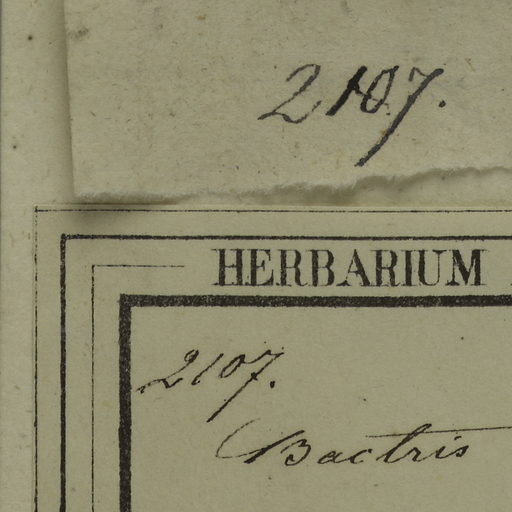 2107.
HERBARIUM
2107.
Bactris